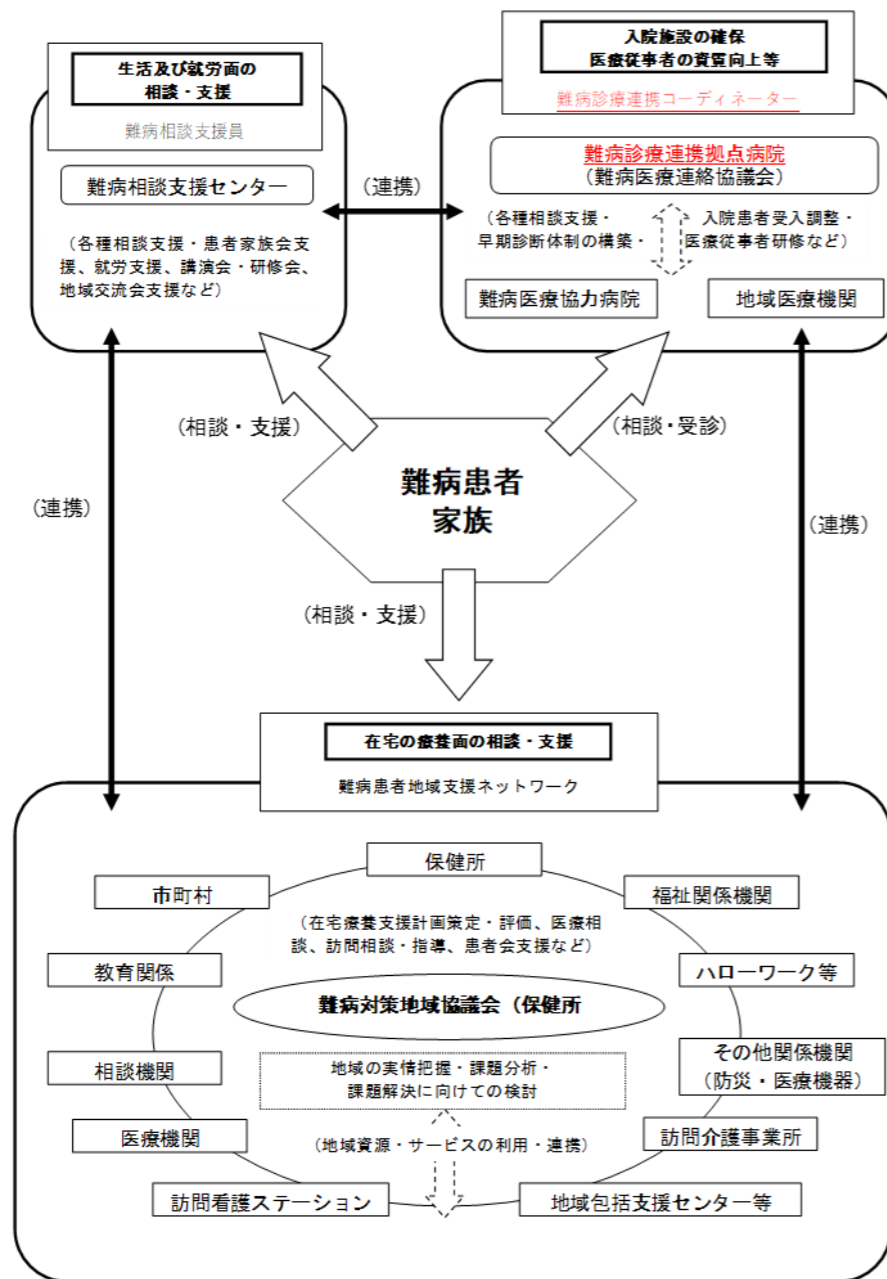 生活及び就労面の
相談・支援
難病相談支援員
難病相談支援センター
（各種相談支援・患者家族会支
援、就労支援、講演会・研修会、
地域交流会支援など）
（連携）
入院施設の確保
医療従事者の資質向上等
難病診療連携コーディネーター
難病診療連携拠点病院
（難病医療連絡協議会）
（各種相談支援・ 入院患者受入調整・
早期診断体制の構築・ 医療従事者研修など）
難病医療協力病院
地域医療機関
（相談・支援）
（相談・受診）
難病患者
家族
（連携）
（連携）
（相談・支援）
在宅の療養面の相談・支援
難病患者地域支援ネットワーク
保健所
市町村
福祉関係機関
（在宅療養支援計画策定・評価、医療相
談、訪問相談・指導、患者会支援など）
教育関係
ハローワーク等
難病対策地域協議会（保健所
相談機関
その他関係機関
（防災・医療機器）
地域の実情把握・課題分析・
課題解決に向けての検討
医療機関
（地域資源・サービスの利用・連携）
訪問介護事業所
訪問看護ステーション
地域包括支援センター等